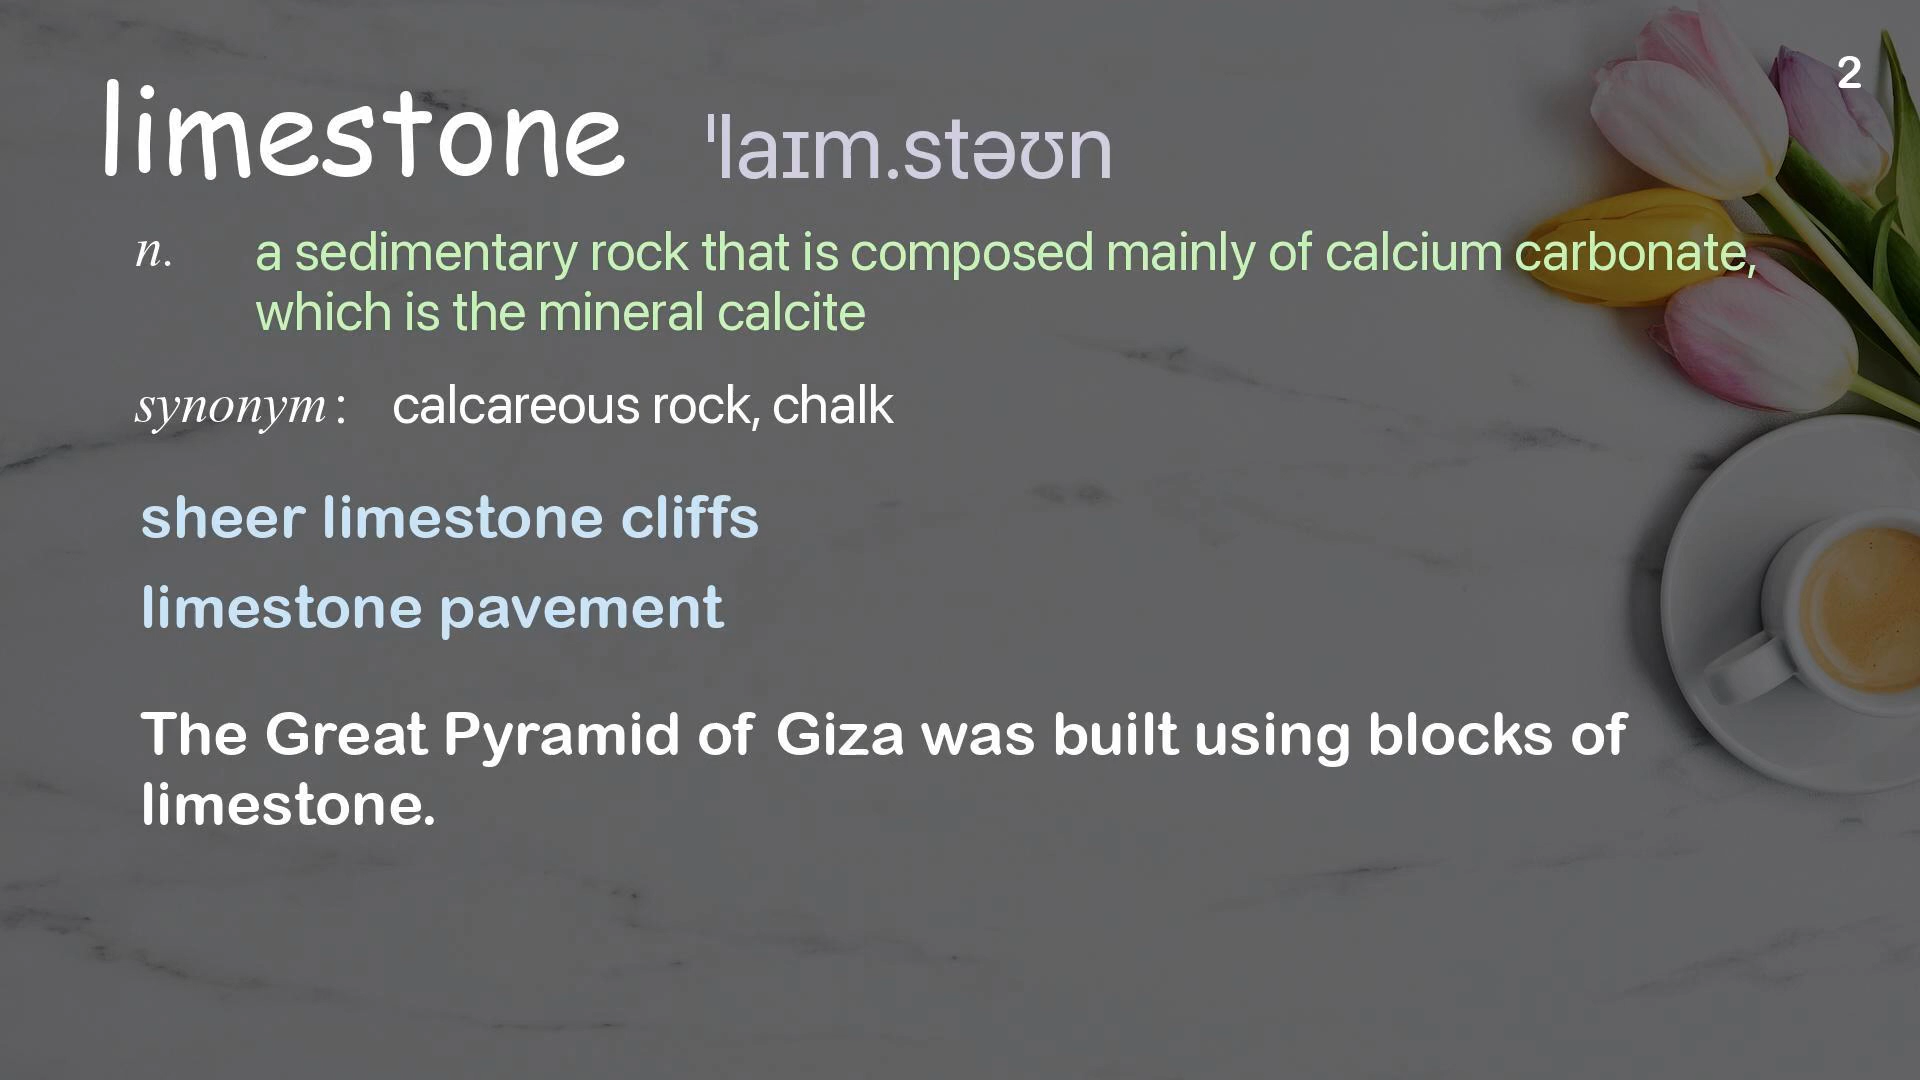 2
limestone ˈlaɪm.stəʊn
n. a sedimentary rock that is composed mainly of calcium carbonate,
which is the mineral calcite
synonym: calcareous rock, chalk
sheer limestone cliffs
limestone pavement
The Great Pyramid of Giza was built using blocks of
limestone.